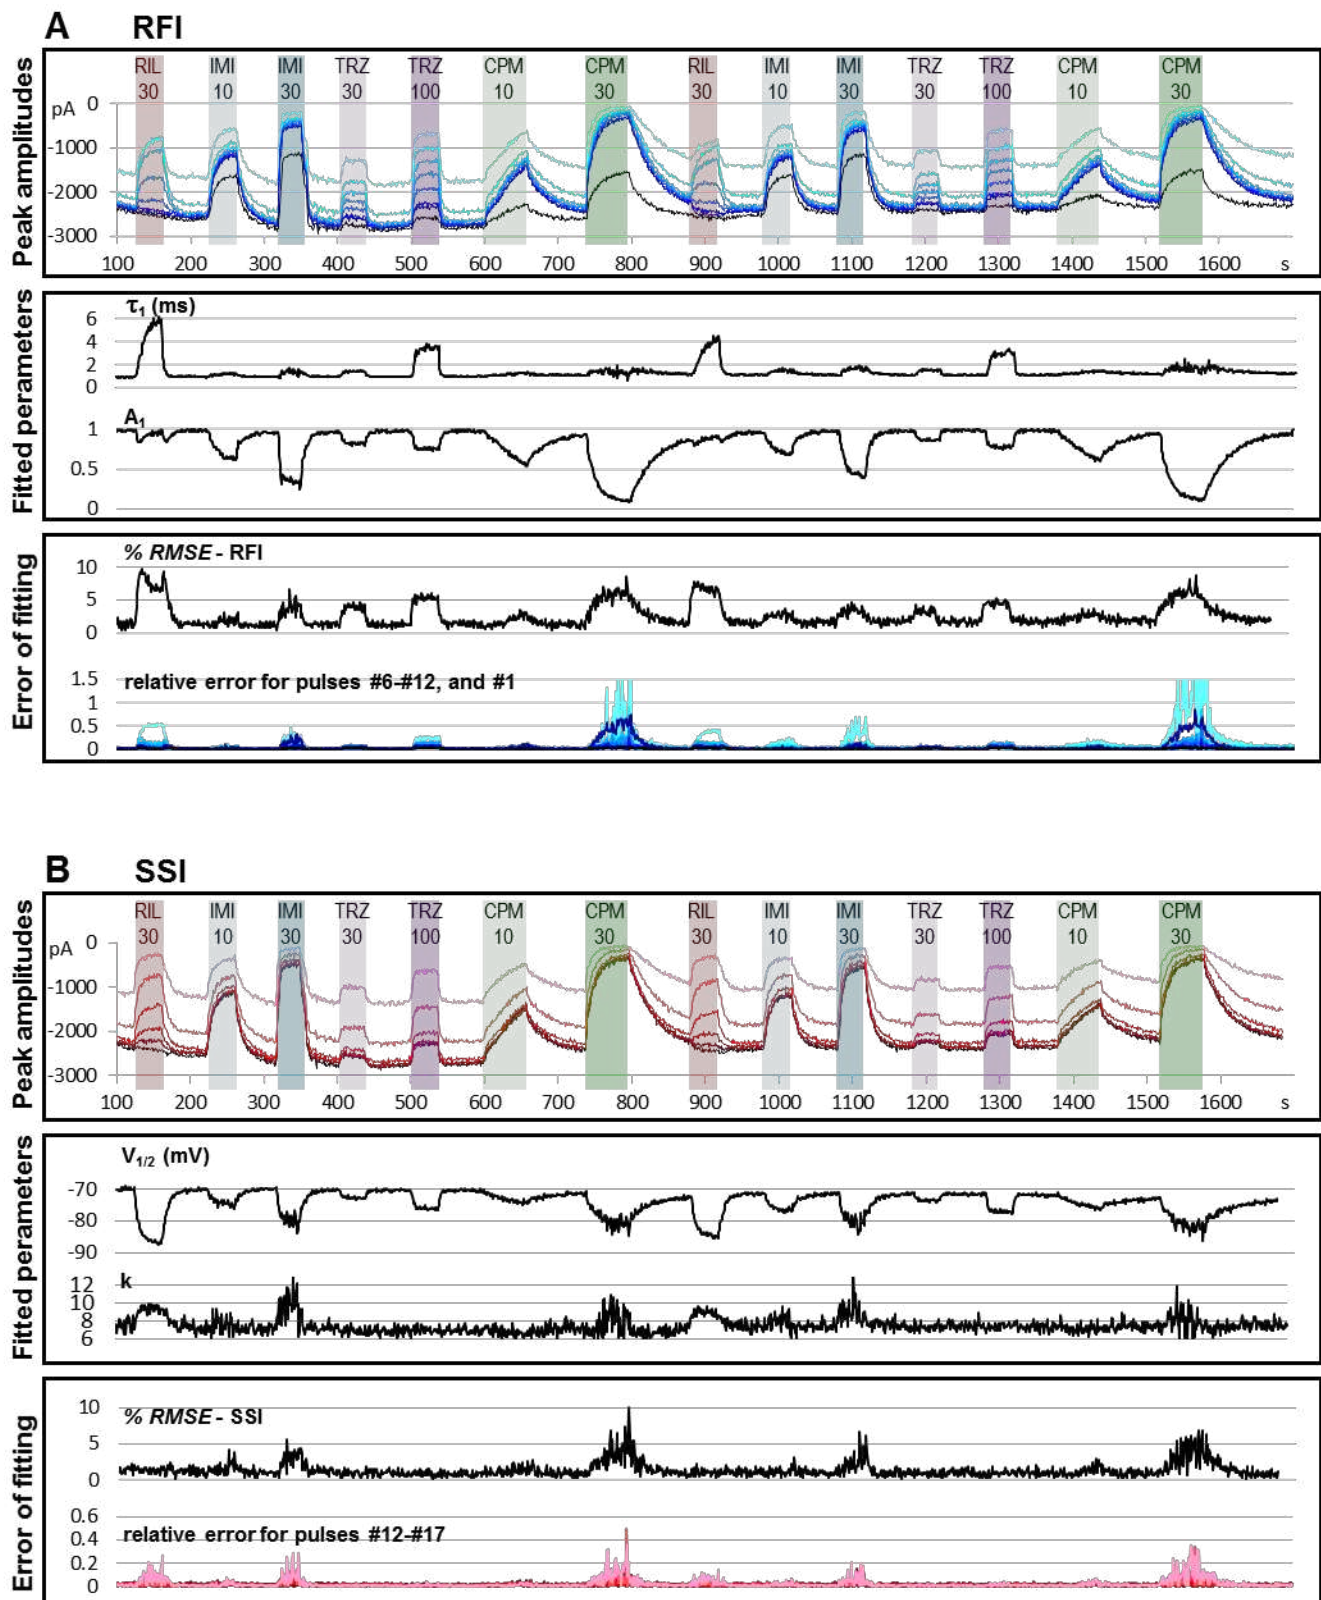 A RFI
RIL IMI IMI TRZ TRZ CPM CPM RIL IMI IMI TRZ TRZ CPM CPM
30 10 30 30 100 10 30 30 10 30 30 100 10 30
Peak amplitudes
pA
0
-1000
-2000
-3000
100 200 300 400 500 600 700 800 900 1000 1100 1200 1300 1400 1500 1600 s
Fitted perameters
τ1 (ms)
6
4
2
0
A1
1
0.5
0
Error of fitting
% RMSE - RFI
10
5
0
relative error for pulses #6-#12, and #1
1.5
1
0.5
0
B SSI
RIL IMI IMI TRZ TRZ CPM CPM RIL IMI IMI TRZ TRZ CPM CPM
30 10 30 30 100 10 30 30 10 30 30 100 10 30
Peak amplitudes
pA
0
-1000
-2000
-3000
100 200 300 400 500 600 700 800 900 1000 1100 1200 1300 1400 1500 1600 s
Fitted perameters
V1/2 (mV)
-70
-80
-90
k
12
10
8
6
Error of fitting
% RMSE - SSI
10
5
0
relative error for pulses #12-#17
0.6
0.4
0.2
0